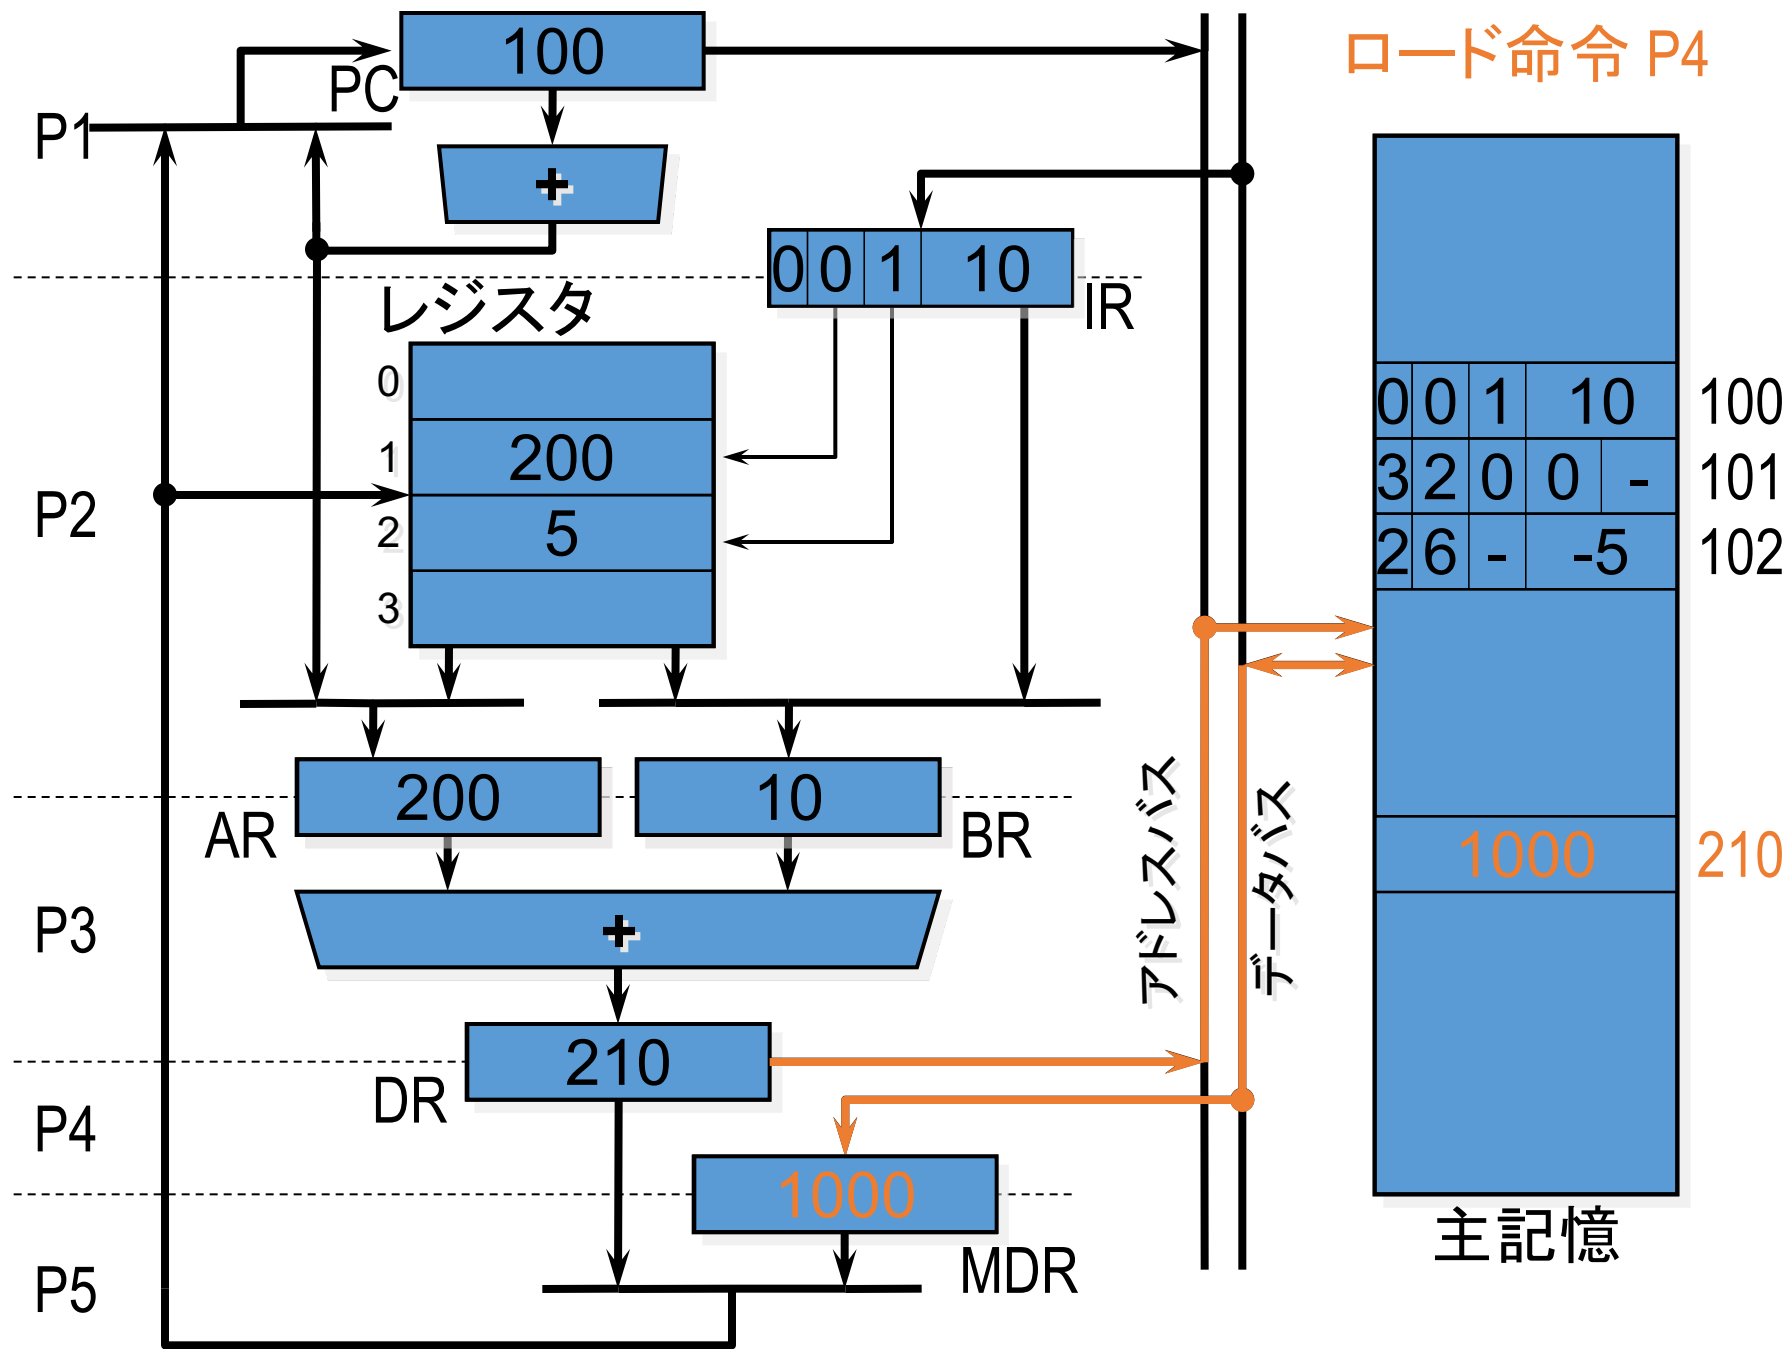 ロード命令 P4
100
PC
P1
+
0 0 1 10
IR
レジスタ
0
1 200
2 5
3
P2
0 0 1 10 100
3 2 0 0 - 101
2 6 - -5 102
200
AR
10
BR
アドレスバス
データバス
1000 210
P3
+
210
DR
P4
1000
MDR
主記憶
P5